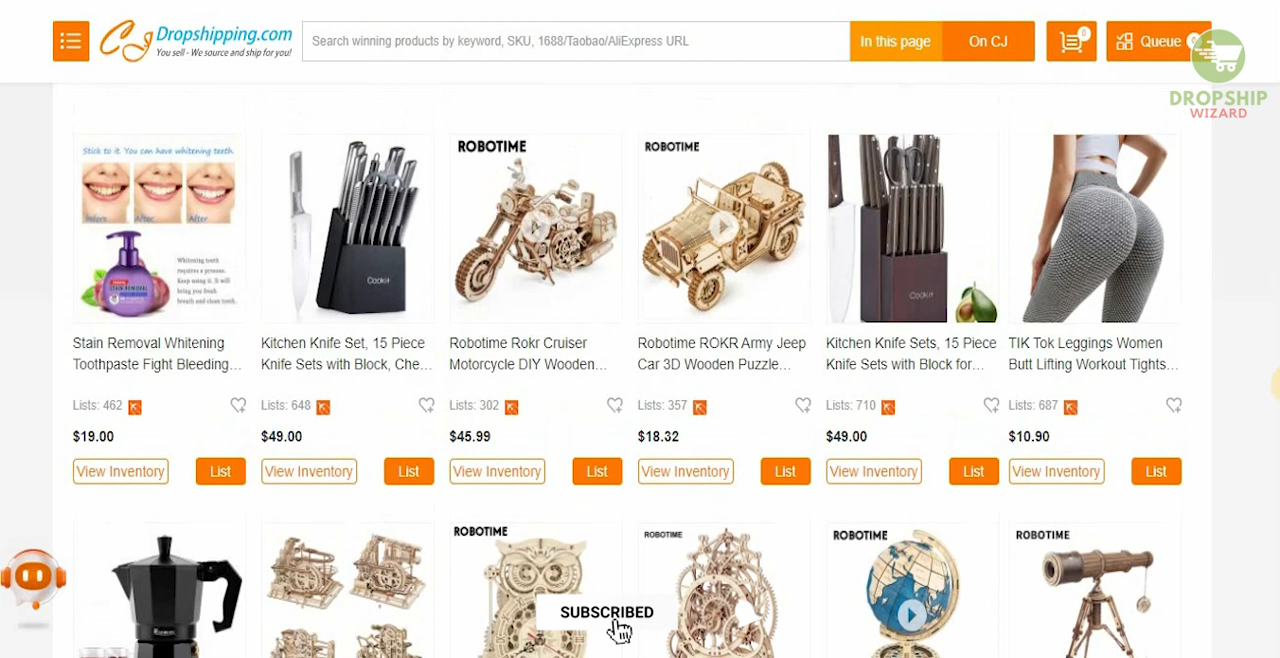 CJ Dropshipping.com
You sell - We source and ship for you!
Search winning products by keyword, SKU, 1688/Taobao/AliExpress URL
In this page
On CJ
0
Queue
DROPSHIP
WIZARD
Stick to it. You can have whitening teeth.
Before
After
After
Whitening teeth
requires a process.
Keep using it. It will
bring you fresh
breath and clean teeth.
STAIN REMOVAL
Cookit
ROBOTIME
ROBOTIME
Cookit
Stain Removal Whitening
Toothpaste Fight Bleeding...
Kitchen Knife Set, 15 Piece
Knife Sets with Block, Che...
Robotime Rokr Cruiser
Motorcycle DIY Wooden...
Robotime ROKR Army Jeep
Car 3D Wooden Puzzle...
Kitchen Knife Sets, 15 Piece
Knife Sets with Block for...
TIK Tok Leggings Women
Butt Lifting Workout Tights...
Lists: 462
Lists: 648
Lists: 302
Lists: 357
Lists: 710
Lists: 687
$19.00
$49.00
$45.99
$18.32
$49.00
$10.90
View Inventory
List
View Inventory
List
View Inventory
List
View Inventory
List
View Inventory
List
View Inventory
List
ROBOTIME
ROBOTIME
ROBOTIME
ROBOTIME
SUBSCRIBED